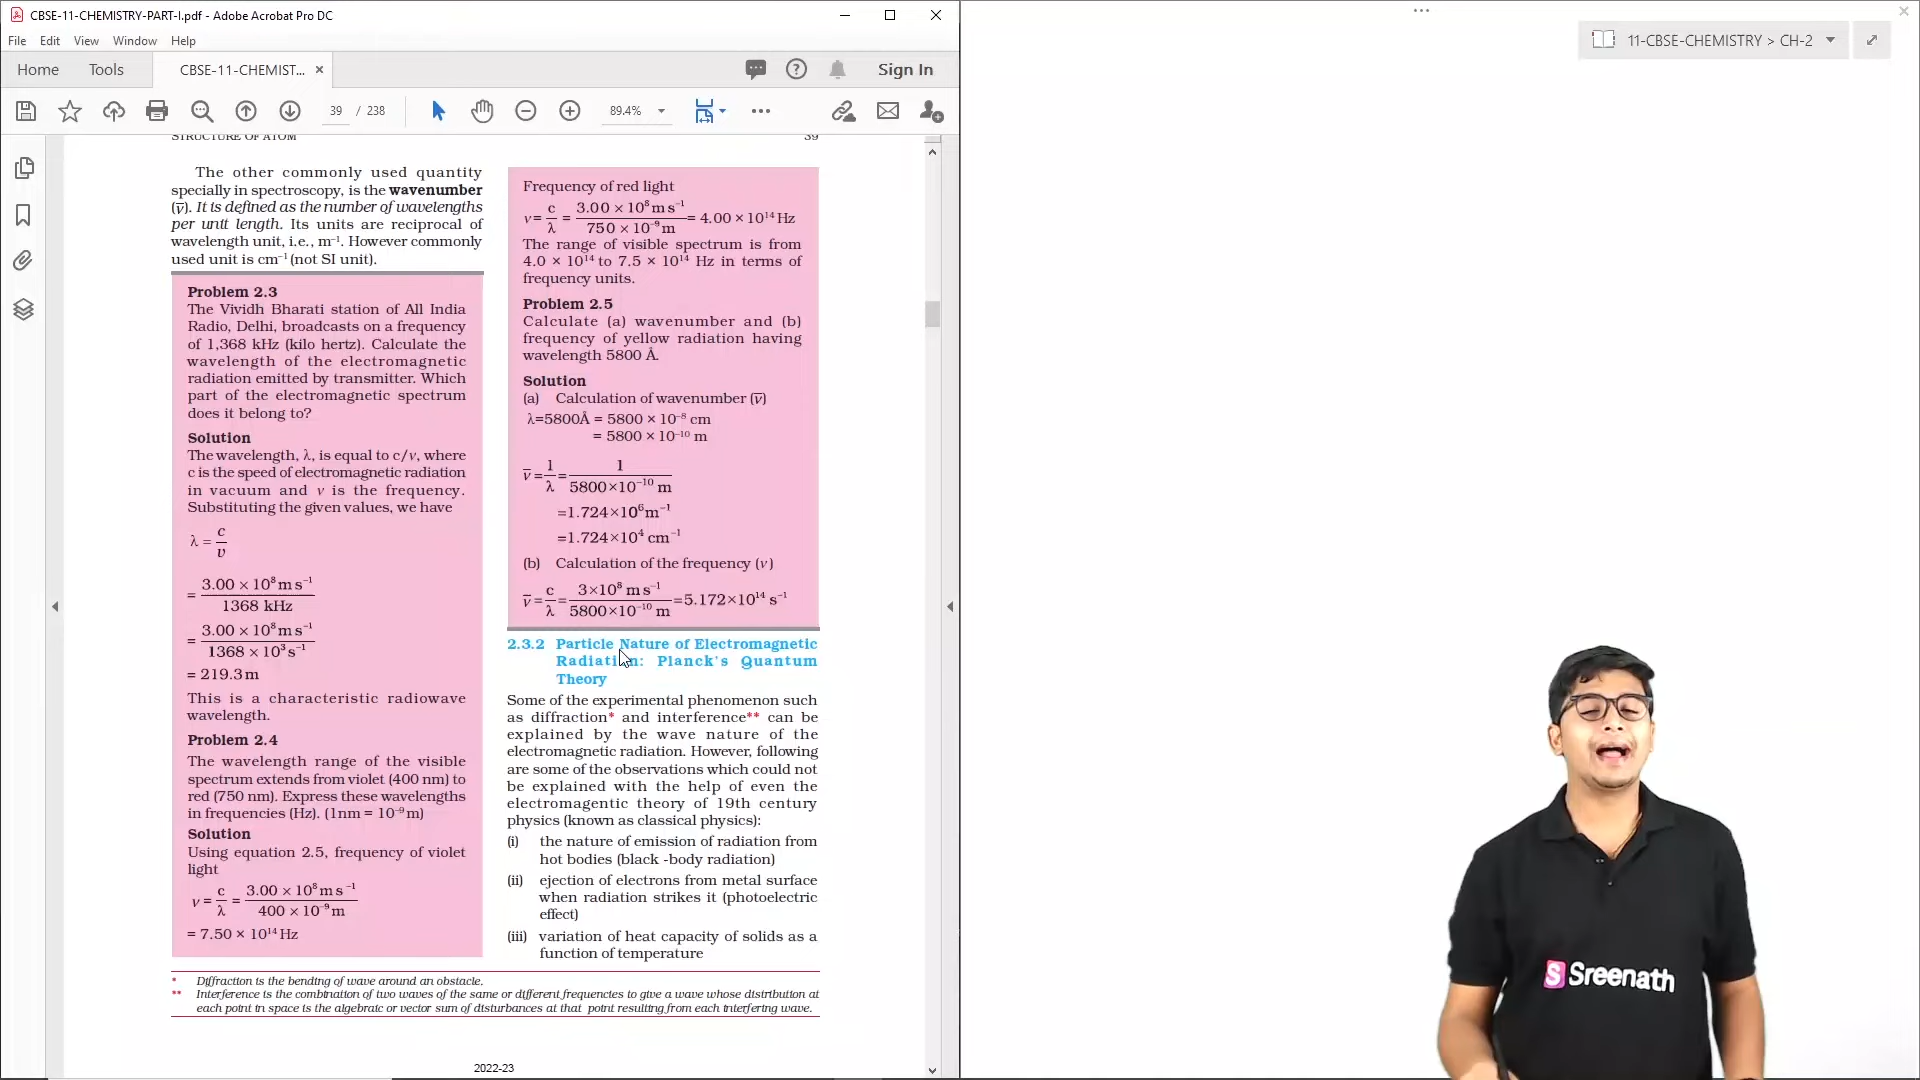 CBSE-11-CHEMISTRY-PART-I.pdf - Adobe Acrobat Pro DC
File Edit View Window Help
Home Tools CBSE-11-CHEMIST... × Sign In
39 / 238 89.4%
STRUCTURE OF ATOM 39
The other commonly used quantity
specially in spectroscopy, is the wavenumber
(ν̅). It is defined as the number of wavelengths
per unit length. Its units are reciprocal of
wavelength unit, i.e., m⁻¹. However commonly
used unit is cm⁻¹ (not SI unit).
Problem 2.3
The Vividh Bharati station of All India
Radio, Delhi, broadcasts on a frequency
of 1,368 kHz (kilo hertz). Calculate the
wavelength of the electromagnetic
radiation emitted by transmitter. Which
part of the electromagnetic spectrum
does it belong to?
Solution
The wavelength, λ, is equal to c/ν, where
c is the speed of electromagnetic radiation
in vacuum and ν is the frequency.
Substituting the given values, we have
λ = c/υ
= 3.00 × 10⁸ m s⁻¹ / 1368 kHz
= 3.00 × 10⁸ m s⁻¹ / 1368 × 10³ s⁻¹
= 219.3 m
This is a characteristic radiowave
wavelength.
Problem 2.4
The wavelength range of the visible
spectrum extends from violet (400 nm) to
red (750 nm). Express these wavelengths
in frequencies (Hz). (1nm = 10⁻⁹ m)
Solution
Using equation 2.5, frequency of violet
light
ν = c/λ = 3.00 × 10⁸ m s⁻¹ / 400 × 10⁻⁹ m
= 7.50 × 10¹⁴ Hz
Frequency of red light
ν = c/λ = 3.00 × 10⁸ m s⁻¹ / 750 × 10⁻⁹ m = 4.00 × 10¹⁴ Hz
The range of visible spectrum is from
4.0 × 10¹⁴ to 7.5 × 10¹⁴ Hz in terms of
frequency units.
Problem 2.5
Calculate (a) wavenumber and (b)
frequency of yellow radiation having
wavelength 5800 Å.
Solution
(a) Calculation of wavenumber (ν̅)
λ=5800Å = 5800 × 10⁻⁸ cm
= 5800 × 10⁻¹⁰ m
ν̅ = 1/λ = 1 / 5800×10⁻¹⁰ m
=1.724×10⁶ m⁻¹
=1.724×10⁴ cm⁻¹
(b) Calculation of the frequency (ν)
ν̅ = c/λ = 3×10⁸ m s⁻¹ / 5800×10⁻¹⁰ m =5.172×10¹⁴ s⁻¹
2.3.2 Particle Nature of Electromagnetic
Radiation: Planck's Quantum
Theory
Some of the experimental phenomenon such
as diffraction* and interference** can be
explained by the wave nature of the
electromagnetic radiation. However, following
are some of the observations which could not
be explained with the help of even the
electromagentic theory of 19th century
physics (known as classical physics):
(i) the nature of emission of radiation from
hot bodies (black -body radiation)
(ii) ejection of electrons from metal surface
when radiation strikes it (photoelectric
effect)
(iii) variation of heat capacity of solids as a
function of temperature
* Diffraction is the bending of wave around an obstacle.
** Interference is the combination of two waves of the same or different frequencies to give a wave whose distribution at
each point in space is the algebraic or vector sum of disturbances at that point resulting from each interfering wave.
2022-23
11-CBSE-CHEMISTRY > CH-2
S Sreenath